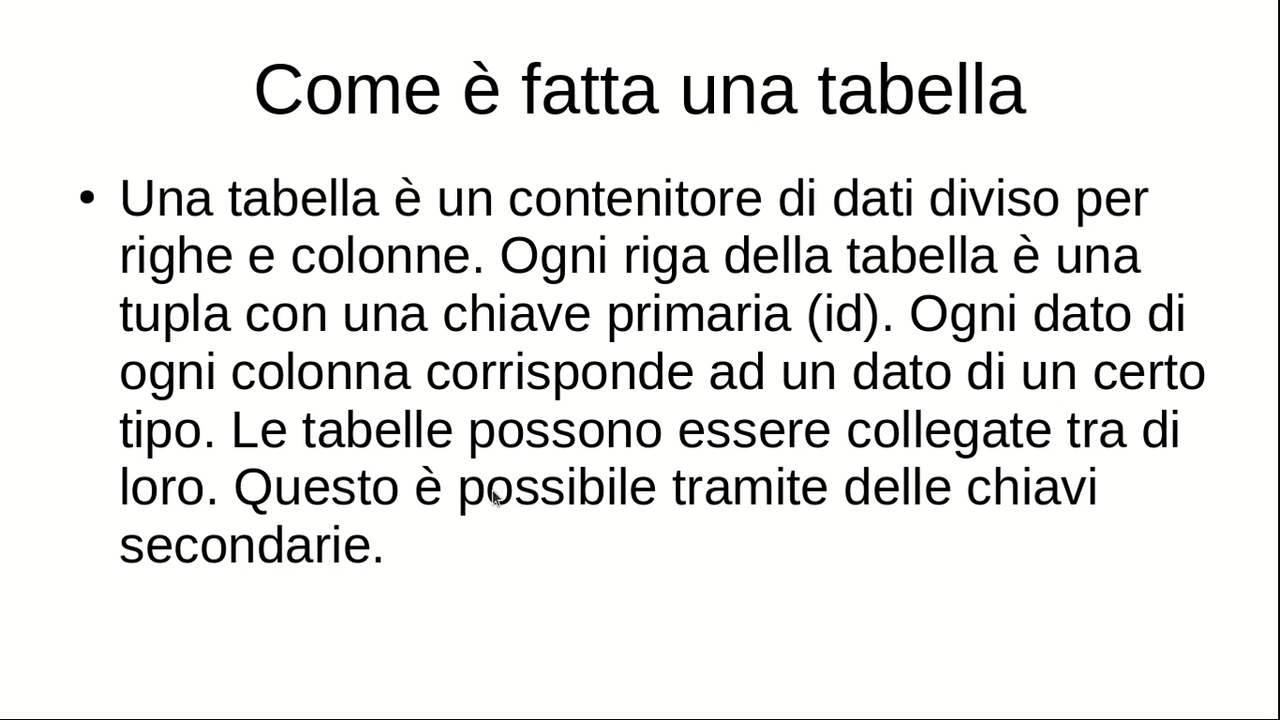 Come è fatta una tabella
• Una tabella è un contenitore di dati diviso per
righe e colonne. Ogni riga della tabella è una
tupla con una chiave primaria (id). Ogni dato di
ogni colonna corrisponde ad un dato di un certo
tipo. Le tabelle possono essere collegate tra di
loro. Questo è possibile tramite delle chiavi
secondarie.